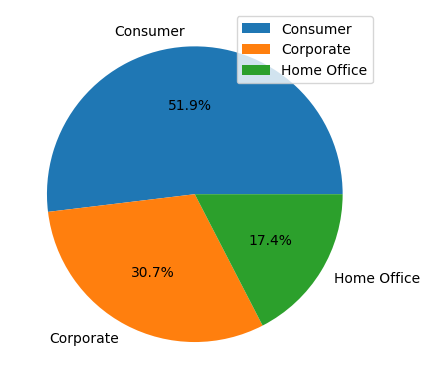 Consumer
Consumer
Corporate
Home Office
51.9%
17.4%
30.7%
Home Office
Corporate